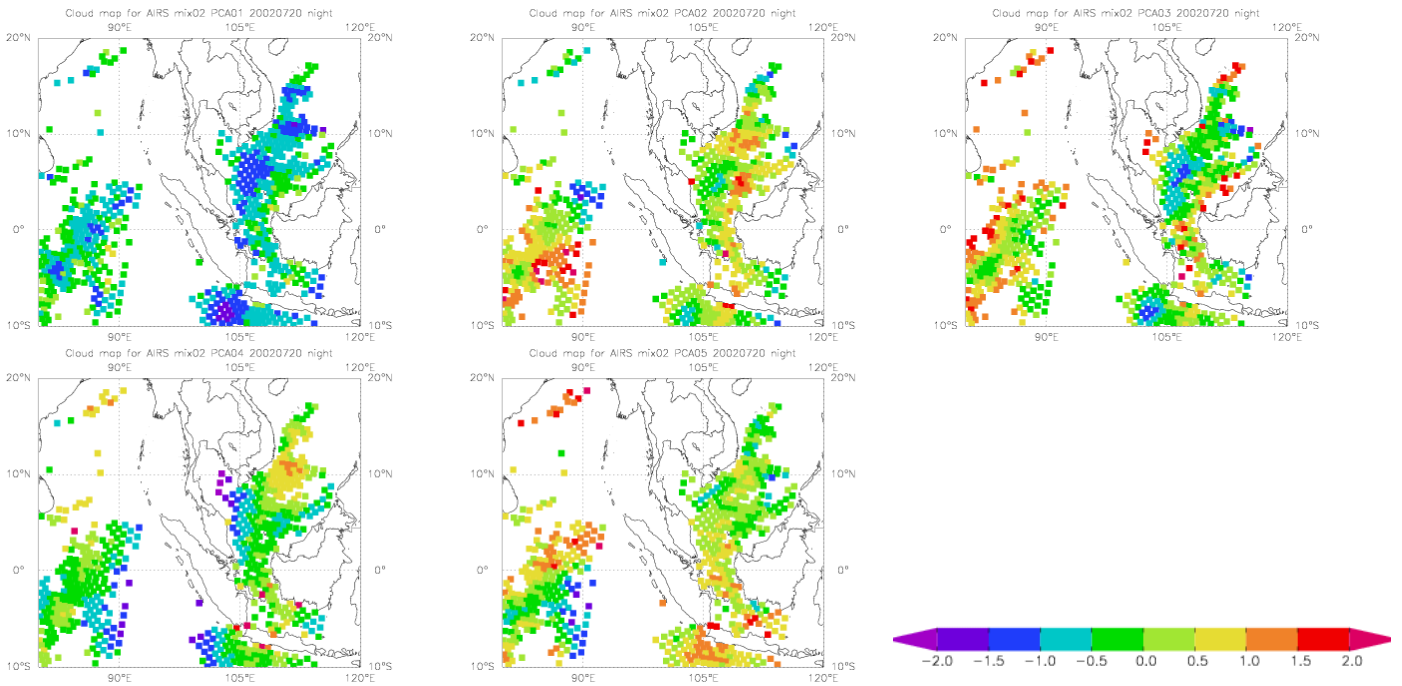 Cloud map for AIRS mix02 PCA01 20020720 night
90°E 105°E 120°E
20°N 20°N
10°N 10°N
0° 0°
10°S 10°S
90°E 105°E 120°E
Cloud map for AIRS mix02 PCA02 20020720 night
90°E 105°E 120°E
20°N 20°N
10°N 10°N
0° 0°
10°S 10°S
90°E 105°E 120°E
Cloud map for AIRS mix02 PCA03 20020720 night
90°E 105°E 120°E
20°N 20°N
10°N 10°N
0° 0°
10°S 10°S
90°E 105°E 120°E
Cloud map for AIRS mix02 PCA04 20020720 night
90°E 105°E 120°E
20°N 20°N
10°N 10°N
0° 0°
10°S 10°S
90°E 105°E 120°E
Cloud map for AIRS mix02 PCA05 20020720 night
90°E 105°E 120°E
20°N 20°N
10°N 10°N
0° 0°
10°S 10°S
90°E 105°E 120°E
−2.0 −1.5 −1.0 −0.5 0.0 0.5 1.0 1.5 2.0